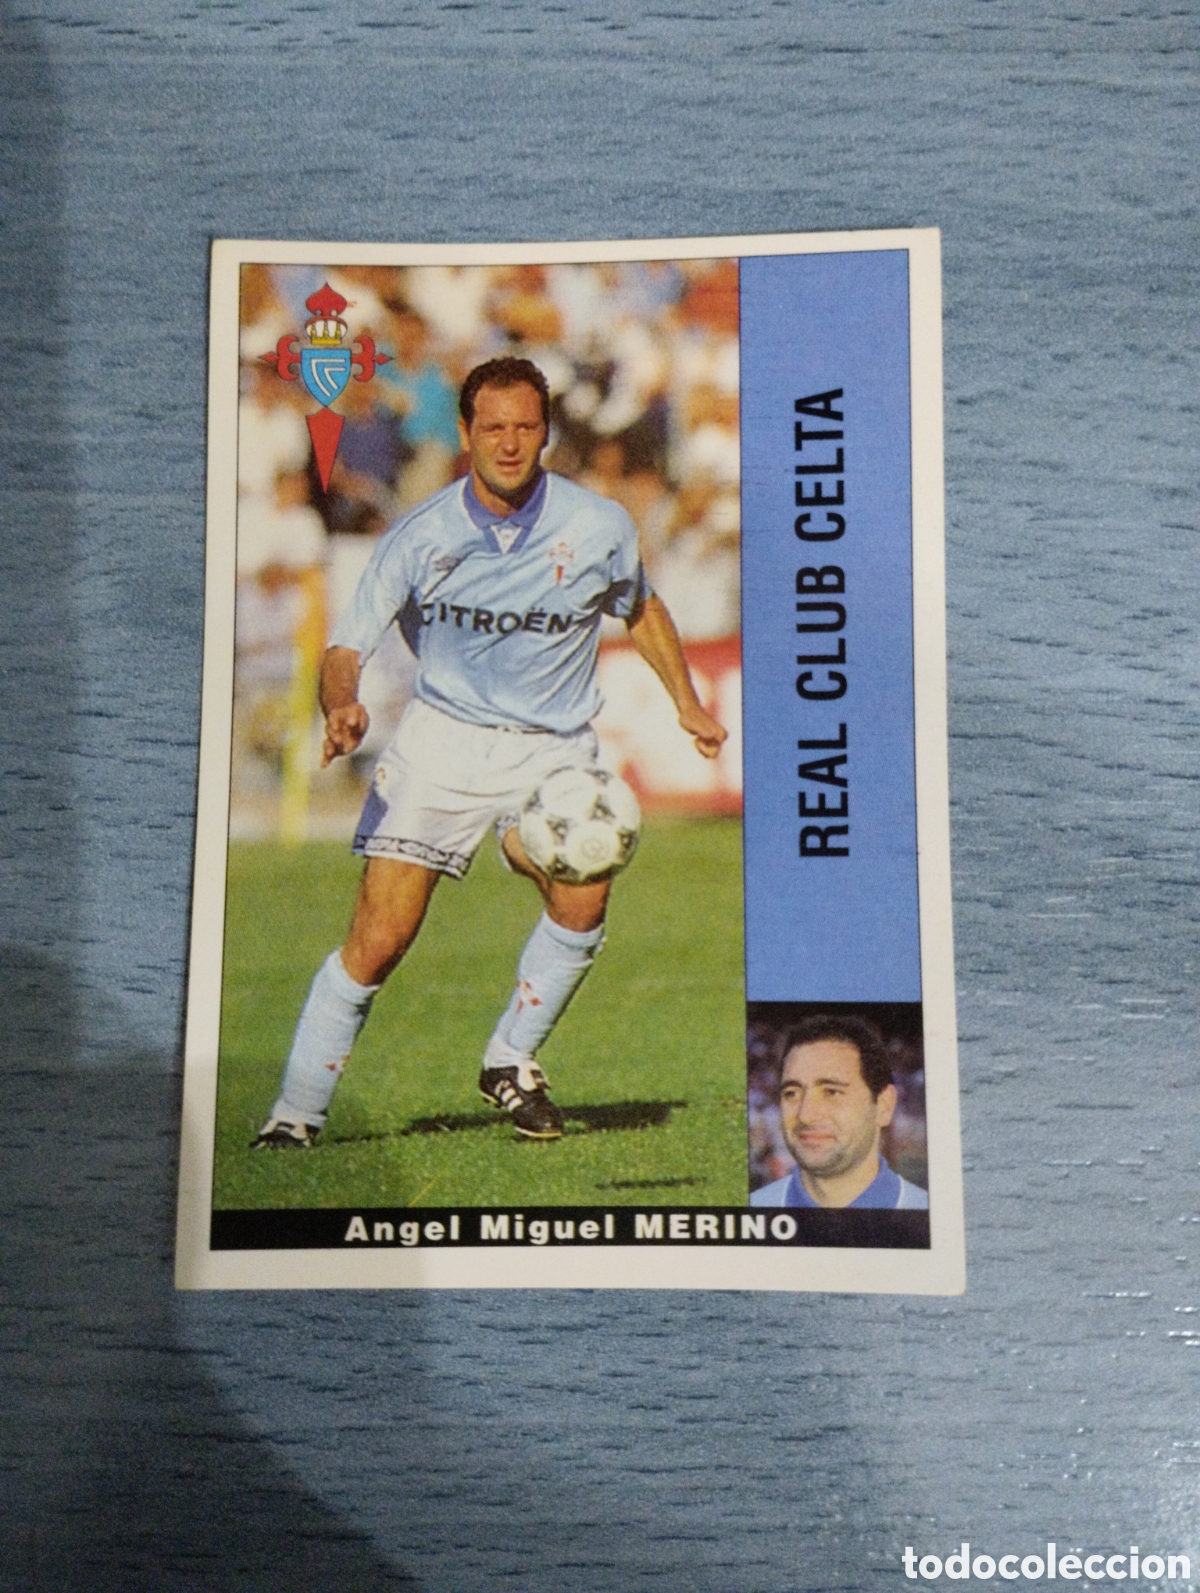 REAL CLUB CELTA
CITROËN
Angel Miguel MERINO
todocoleccion